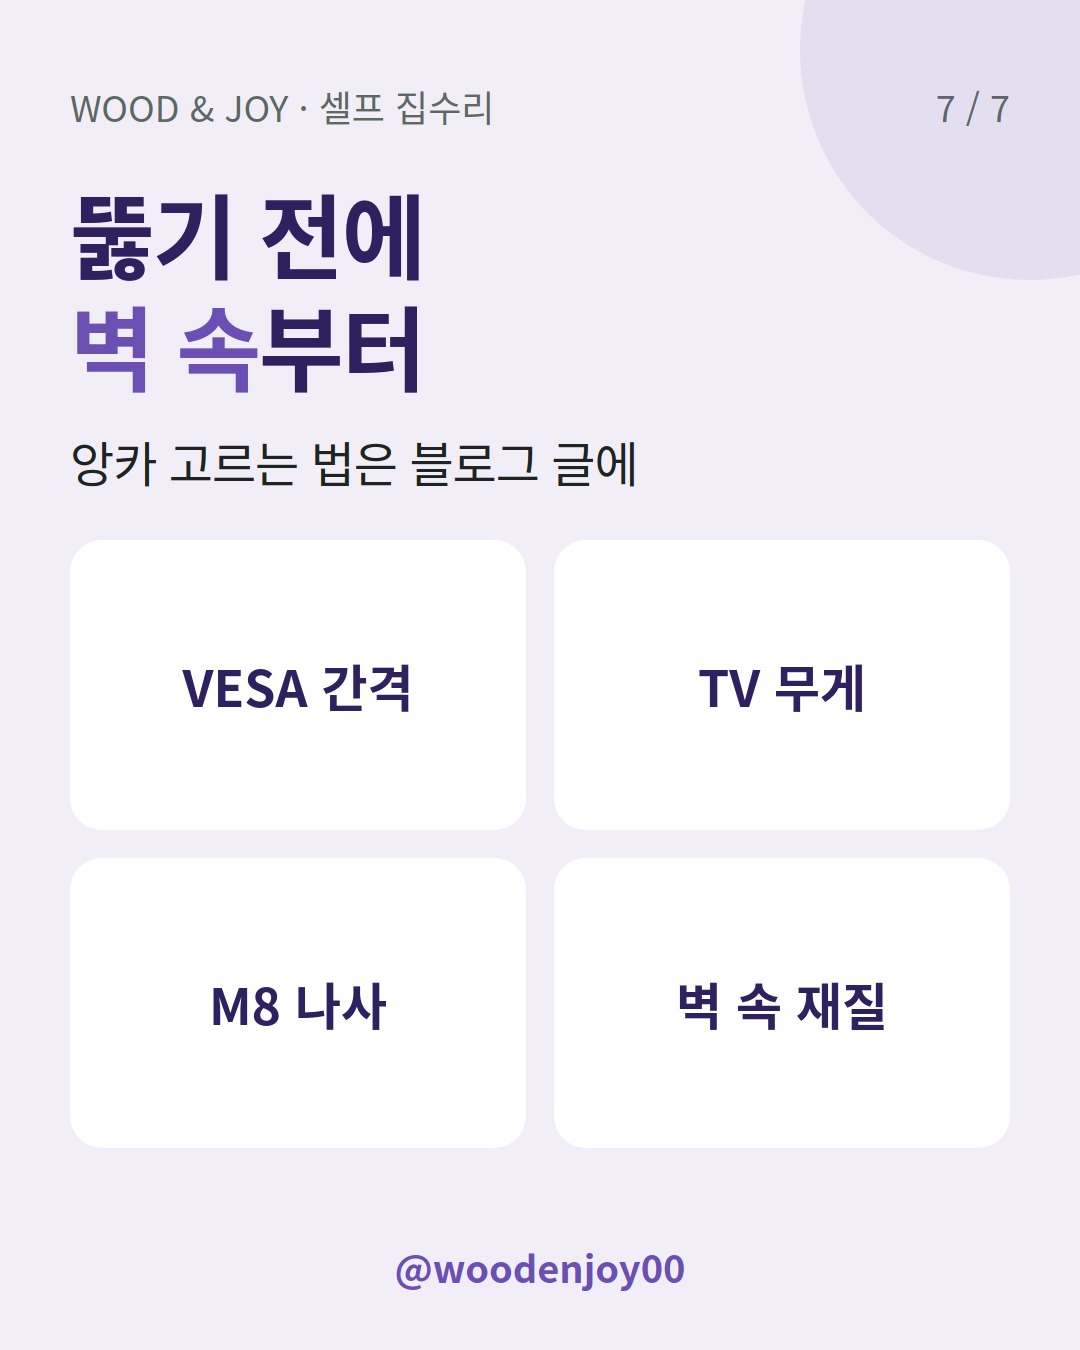 WOOD & JOY · 셀프 집수리
7 / 7
뚫기 전에
벽 속부터
앙카 고르는 법은 블로그 글에
VESA 간격
TV 무게
M8 나사
벽 속 재질
@woodenjoy00